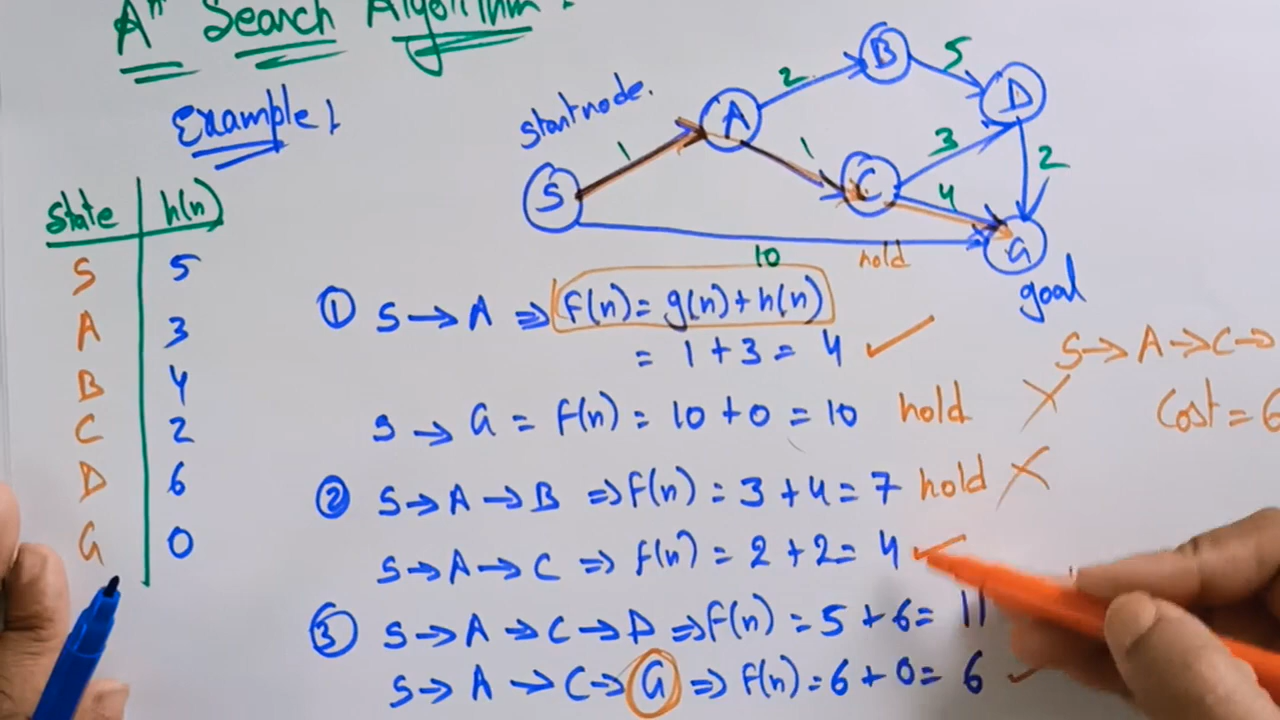 A* Search Algorithm:
Example 1
start node.
S
A
B
C
D
G
1
2
5
1
3
4
2
10
hold
goal
State h(n)
S 5
A 3
B 4
C 2
D 6
G 0
① S → A ⇒ f(n) = g(n) + h(n)
= 1 + 3 = 4 ✓
S → G = f(n) = 10 + 0 = 10 hold ✗
② S → A → B ⇒ f(n) = 3 + 4 = 7 hold ✗
S → A → C ⇒ f(n) = 2 + 2 = 4 ✓
③ S → A → C → D ⇒ f(n) = 5 + 6 = 11
S → A → C → G ⇒ f(n) = 6 + 0 = 6 ✓
S → A → C →
Cost = 6